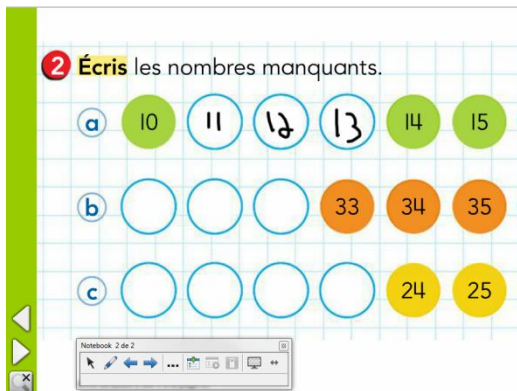 2 Écris les nombres manquants.
a 10 11 12 13 14 15
b 33 34 35
c 24 25
Notebook 2 de 2